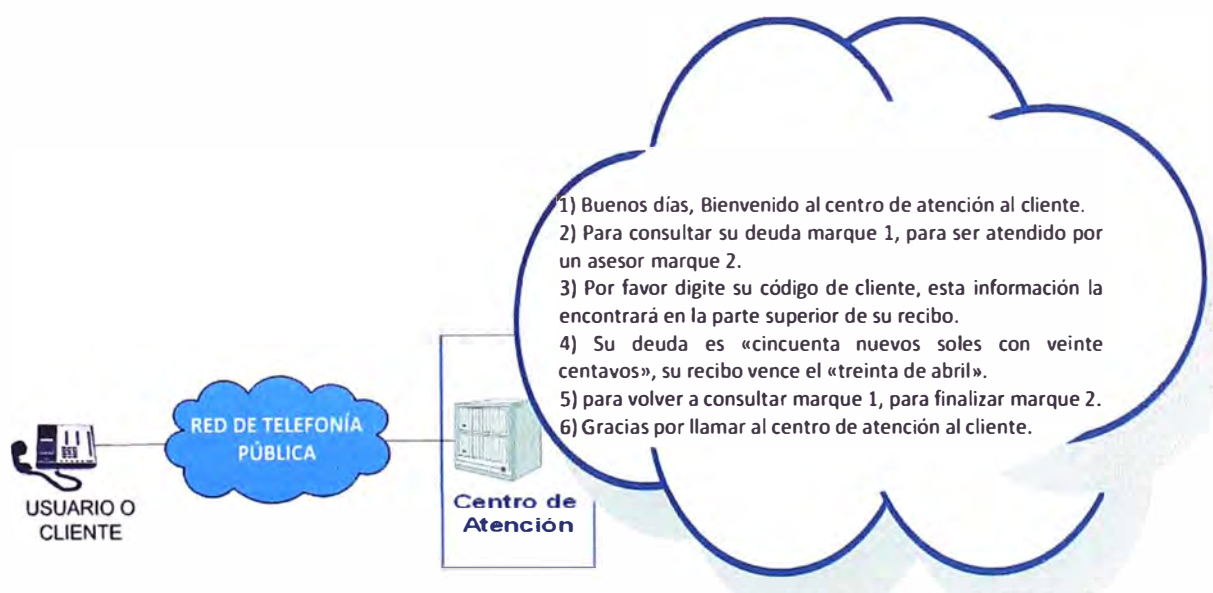 1) Buenos días, Bienvenido al centro de atención al cliente.
2) Para consultar su deuda marque 1, para ser atendido por
un asesor marque 2.
3) Por favor digite su código de cliente, esta información la
encontrará en la parte superior de su recibo.
4) Su deuda es «cincuenta nuevos soles con veinte
centavos», su recibo vence el «treinta de abril».
5) para volver a consultar marque 1, para finalizar marque 2.
6) Gracias por llamar al centro de atención al cliente.
RED DE TELEFONÍA
PÚBLICA
USUARIO O
CLIENTE
Centro de
Atención